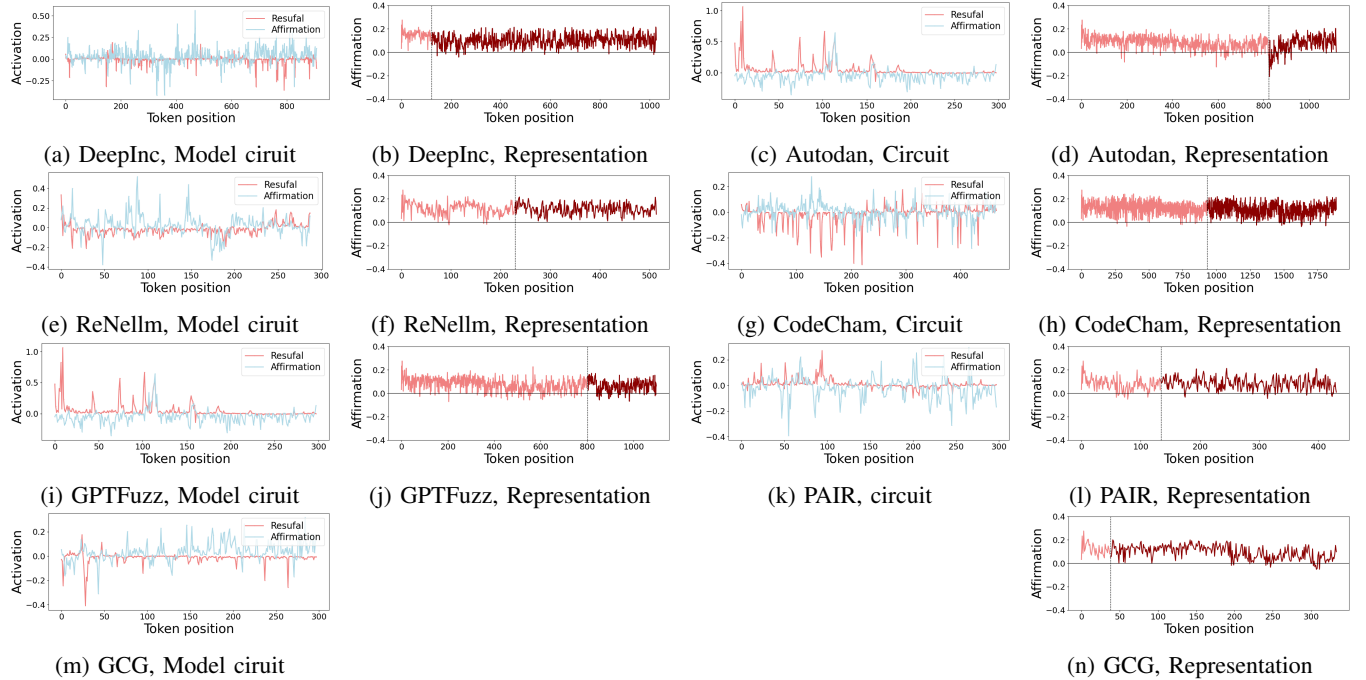 Activation
0.50
0.25
0.00
−0.25
Resufal
Affirmation
0 200 400 600 800
Token position
(a) DeepInc, Model ciruit
Affirmation
0.4
0.2
0.0
−0.2
−0.4
0 200 400 600 800 1000
Token position
(b) DeepInc, Representation
Activation
1.0
0.5
0.0
Resufal
Affirmation
0 50 100 150 200 250 300
Token position
(c) Autodan, Circuit
Affirmation
0.4
0.2
0.0
−0.2
−0.4
0 200 400 600 800 1000
Token position
(d) Autodan, Representation
Activation
0.4
0.2
0.0
−0.2
−0.4
Resufal
Affirmation
0 50 100 150 200 250 300
Token position
(e) ReNellm, Model ciruit
Affirmation
0.4
0.2
0.0
−0.2
−0.4
0 100 200 300 400 500
Token position
(f) ReNellm, Representation
Activation
0.2
0.0
−0.2
−0.4
Resufal
Affirmation
0 100 200 300 400
Token position
(g) CodeCham, Circuit
Affirmation
0.4
0.2
0.0
−0.2
−0.4
0 250 500 750 1000 1250 1500 1750
Token position
(h) CodeCham, Representation
Activation
1.0
0.5
0.0
Resufal
Affirmation
0 50 100 150 200 250 300
Token position
(i) GPTFuzz, Model ciruit
Affirmation
0.4
0.2
0.0
−0.2
−0.4
0 200 400 600 800 1000
Token position
(j) GPTFuzz, Representation
Activation
0.2
0.0
−0.2
−0.4
Resufal
Affirmation
0 50 100 150 200 250 300
Token position
(k) PAIR, circuit
Affirmation
0.4
0.2
0.0
−0.2
−0.4
0 100 200 300 400
Token position
(l) PAIR, Representation
Activation
0.2
0.0
−0.2
−0.4
Resufal
Affirmation
0 50 100 150 200 250 300
Token position
(m) GCG, Model ciruit
Affirmation
0.4
0.2
0.0
−0.2
−0.4
0 50 100 150 200 250 300
Token position
(n) GCG, Representation